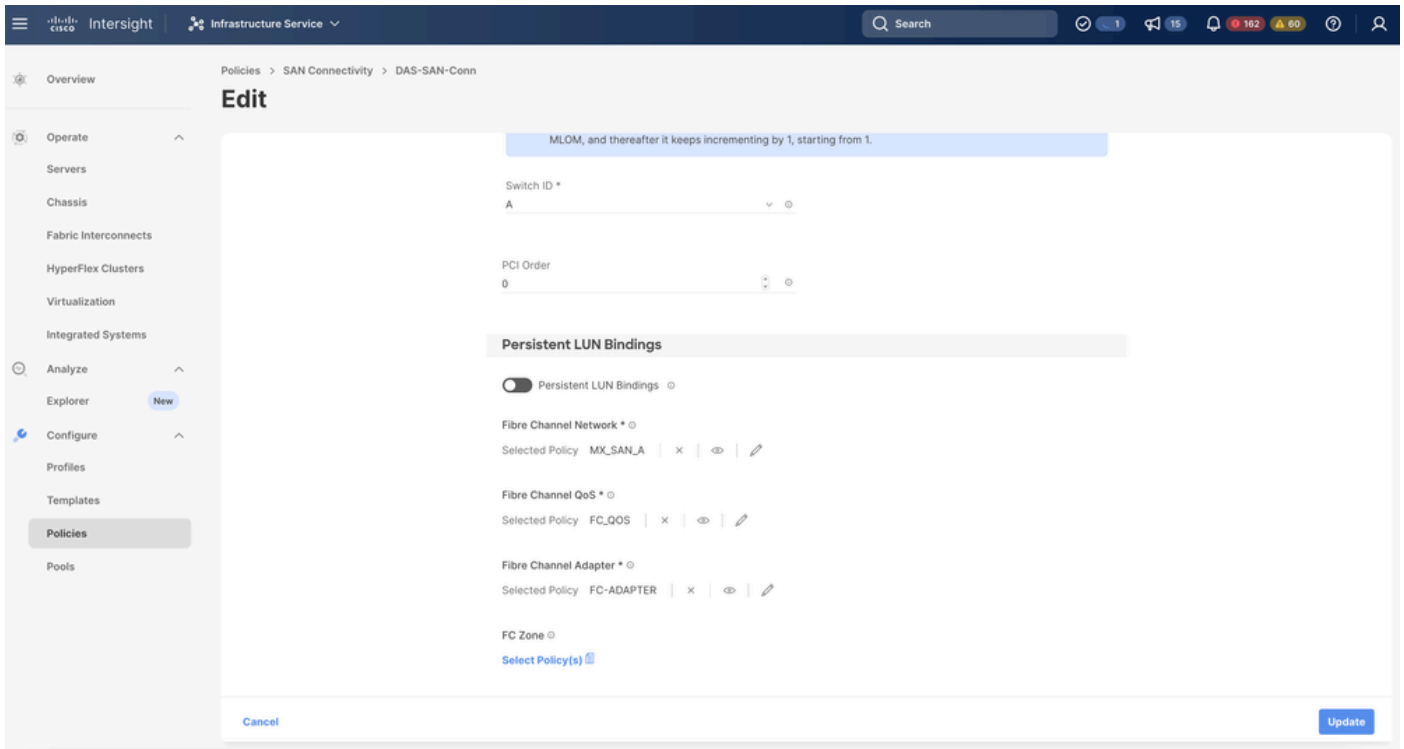 cisco Intersight Infrastructure Service Search 1 15 162 60
Overview
Operate
Servers
Chassis
Fabric Interconnects
HyperFlex Clusters
Virtualization
Integrated Systems
Analyze
Explorer New
Configure
Profiles
Templates
Policies
Pools
Policies > SAN Connectivity > DAS-SAN-Conn
Edit
MLOM, and thereafter it keeps incrementing by 1, starting from 1.
Switch ID *
A
PCI Order
0
Persistent LUN Bindings
Persistent LUN Bindings
Fibre Channel Network *
Selected Policy MX_SAN_A
Fibre Channel QoS *
Selected Policy FC_QOS
Fibre Channel Adapter *
Selected Policy FC-ADAPTER
FC Zone
Select Policy(s)
Cancel Update